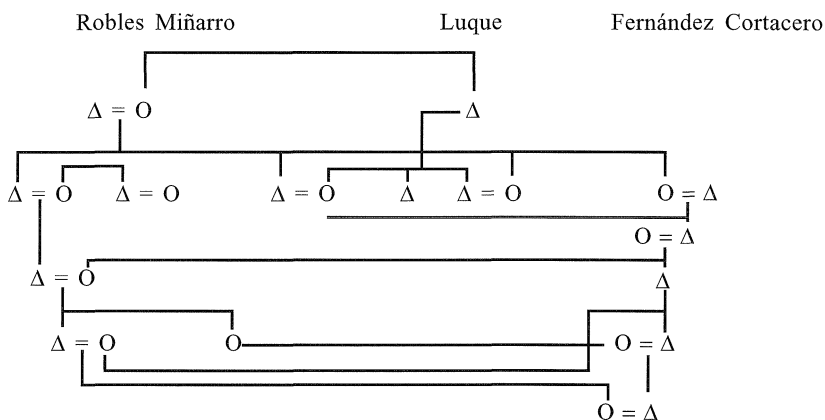 Robles Miñarro Luque Fernández Cortacero
Δ = O Δ
Δ = O Δ = O Δ = O Δ Δ = O O = Δ
O = Δ
Δ = O Δ
Δ = O O O = Δ
O = Δ